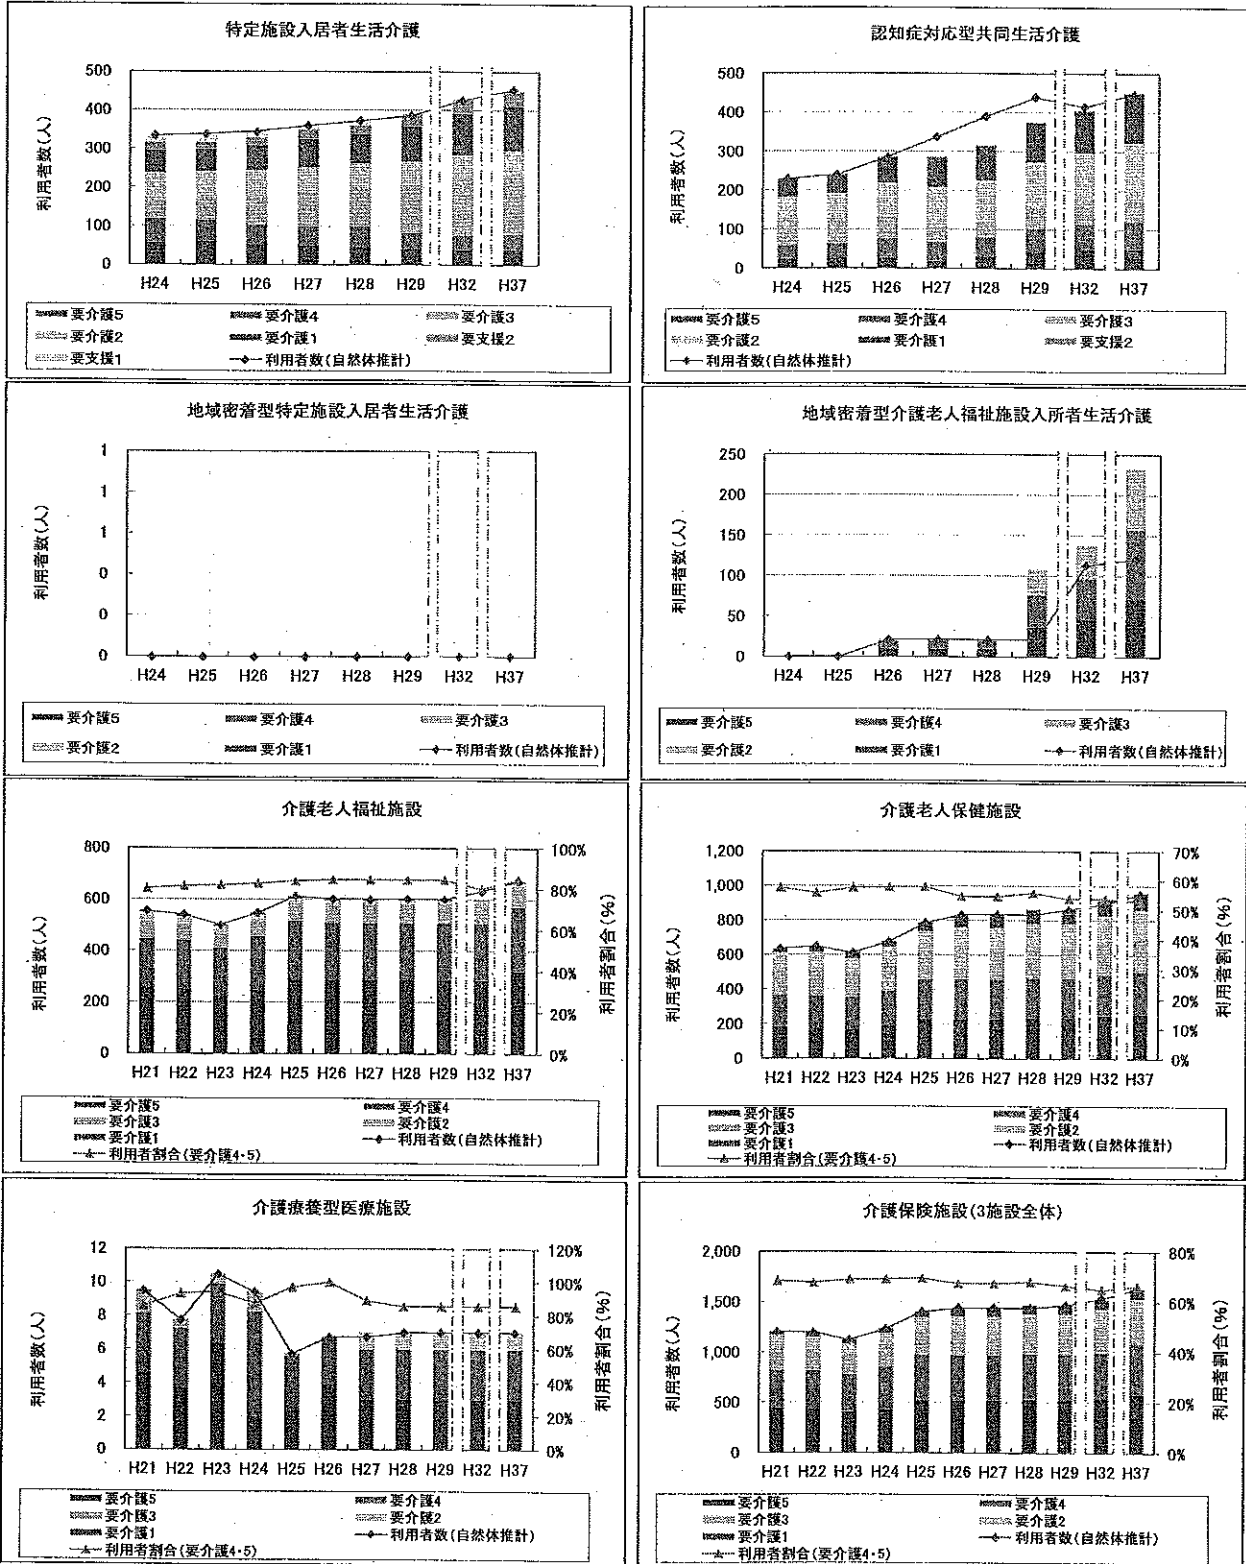 特定施設入居者生活介護
利用者数(人)
500
400
300
200
100
0
H24 H25 H26 H27 H28 H29 H32 H37
要介護5 要介護4 要介護3
要介護2 要介護1 要支援2
要支援1 利用者数(自然体推計)
認知症対応型共同生活介護
利用者数(人)
500
400
300
200
100
0
H24 H25 H26 H27 H28 H29 H32 H37
要介護5 要介護4 要介護3
要介護2 要介護1 要支援2
利用者数(自然体推計)
地域密着型特定施設入居者生活介護
利用者数(人)
1
1
1
0
0
0
H24 H25 H26 H27 H28 H29 H32 H37
要介護5 要介護4 要介護3
要介護2 要介護1 利用者数(自然体推計)
地域密着型介護老人福祉施設入所者生活介護
利用者数(人)
250
200
150
100
50
0
H24 H25 H26 H27 H28 H29 H32 H37
要介護5 要介護4 要介護3
要介護2 要介護1 利用者数(自然体推計)
介護老人福祉施設
利用者数(人)
800
600
400
200
0
100%
80%
60%
40%
20%
0%
利用者割合(%)
H21 H22 H23 H24 H25 H26 H27 H28 H29 H32 H37
要介護5 要介護4
要介護3 要介護2
要介護1 利用者数(自然体推計)
利用者割合(要介護4・5)
介護老人保健施設
利用者数(人)
1,200
1,000
800
600
400
200
0
70%
60%
50%
40%
30%
20%
10%
0%
利用者割合(%)
H21 H22 H23 H24 H25 H26 H27 H28 H29 H32 H37
要介護5 要介護4
要介護3 要介護2
要介護1 利用者数(自然体推計)
利用者割合(要介護4・5)
介護療養型医療施設
利用者数(人)
12
10
8
6
4
2
0
120%
100%
80%
60%
40%
20%
0%
利用者割合(%)
H21 H22 H23 H24 H25 H26 H27 H28 H29 H32 H37
要介護5 要介護4
要介護3 要介護2
要介護1 利用者数(自然体推計)
利用者割合(要介護4・5)
介護保険施設(3施設全体)
利用者数(人)
2,000
1,500
1,000
500
0
80%
60%
40%
20%
0%
利用者割合(%)
H21 H22 H23 H24 H25 H26 H27 H28 H29 H32 H37
要介護5 要介護4
要介護3 要介護2
要介護1 利用者数(自然体推計)
利用者割合(要介護4・5)